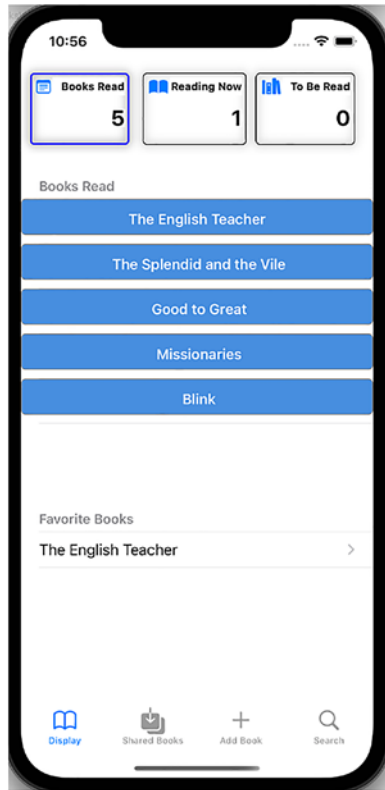 10:56
Books Read
5
Reading Now
1
To Be Read
0
Books Read
The English Teacher
The Splendid and the Vile
Good to Great
Missionaries
Blink
Favorite Books
The English Teacher
Display
Shared Books
Add Book
Search